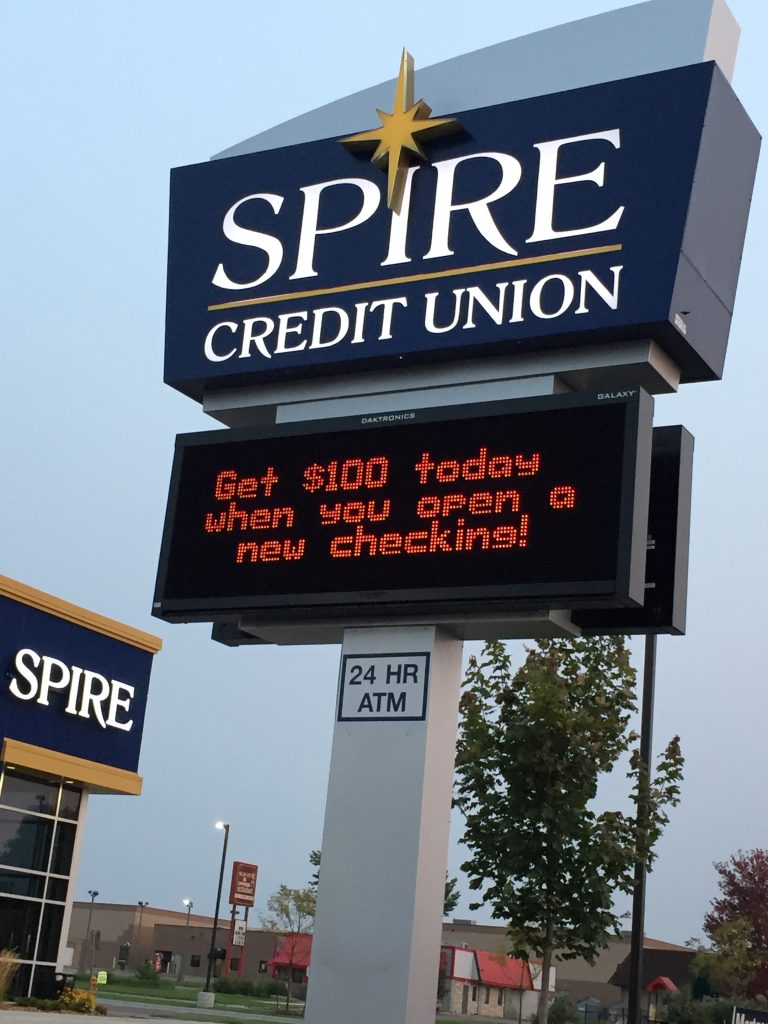 SPIRE
CREDIT UNION
DAKTRONICS
GALAXY
Get $100 today
when you open a
new checking!
24 HR
ATM
SPIRE